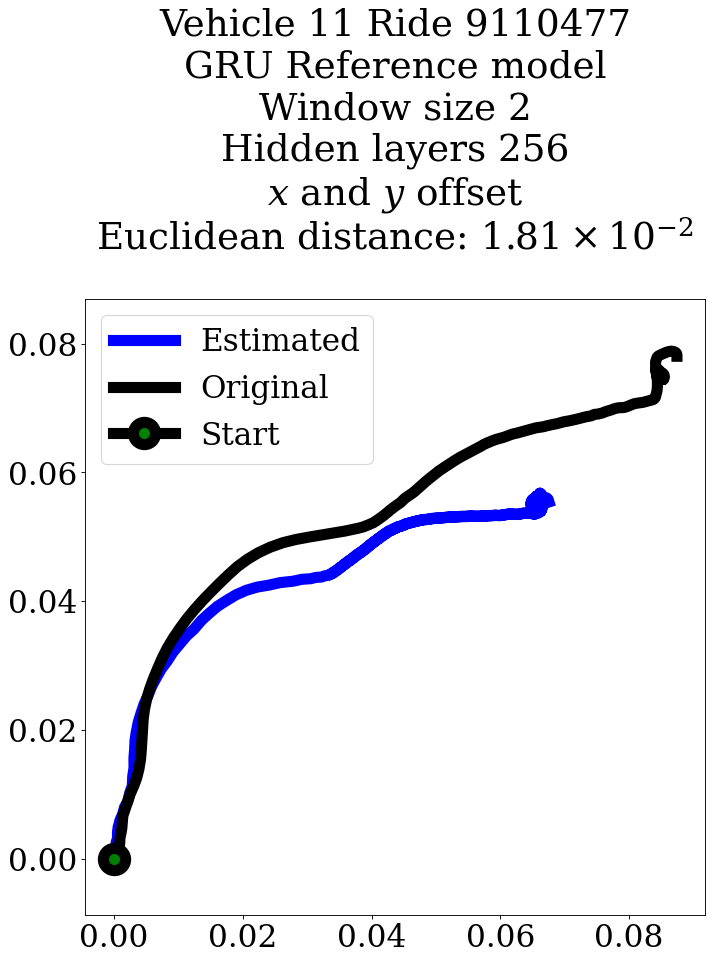 Vehicle 11 Ride 9110477
GRU Reference model
Window size 2
Hidden layers 256
x and y offset
Euclidean distance: 1.81 × 10⁻²
Estimated
Original
Start
0.08
0.06
0.04
0.02
0.00
0.00 0.02 0.04 0.06 0.08